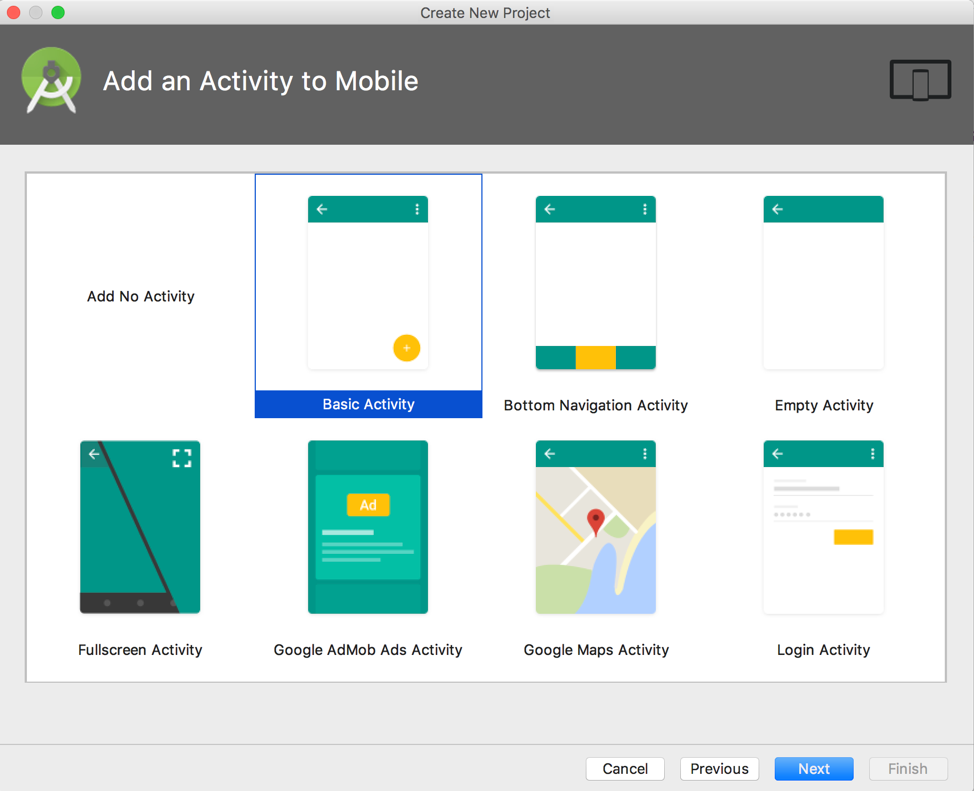 Create New Project
Add an Activity to Mobile
Add No Activity
Basic Activity
Bottom Navigation Activity
Empty Activity
Ad
Fullscreen Activity
Google AdMob Ads Activity
Google Maps Activity
Login Activity
Cancel
Previous
Next
Finish